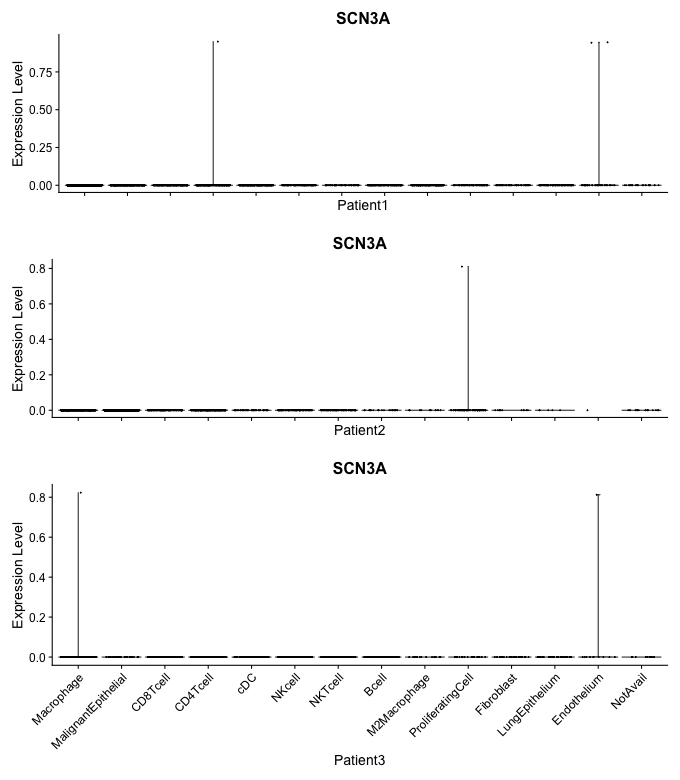 SCN3A
Expression Level
0.75
0.50
0.25
0.00
Patient1
SCN3A
Expression Level
0.8
0.6
0.4
0.2
0.0
Patient2
SCN3A
Expression Level
0.8
0.6
0.4
0.2
0.0
Macrophage
MalignantEpithelial
CD8Tcell
CD4Tcell
cDC
NKcell
NKTcell
Bcell
M2Macrophage
ProliferatingCell
Fibroblast
LungEpithelium
Endothelium
NotAvail
Patient3